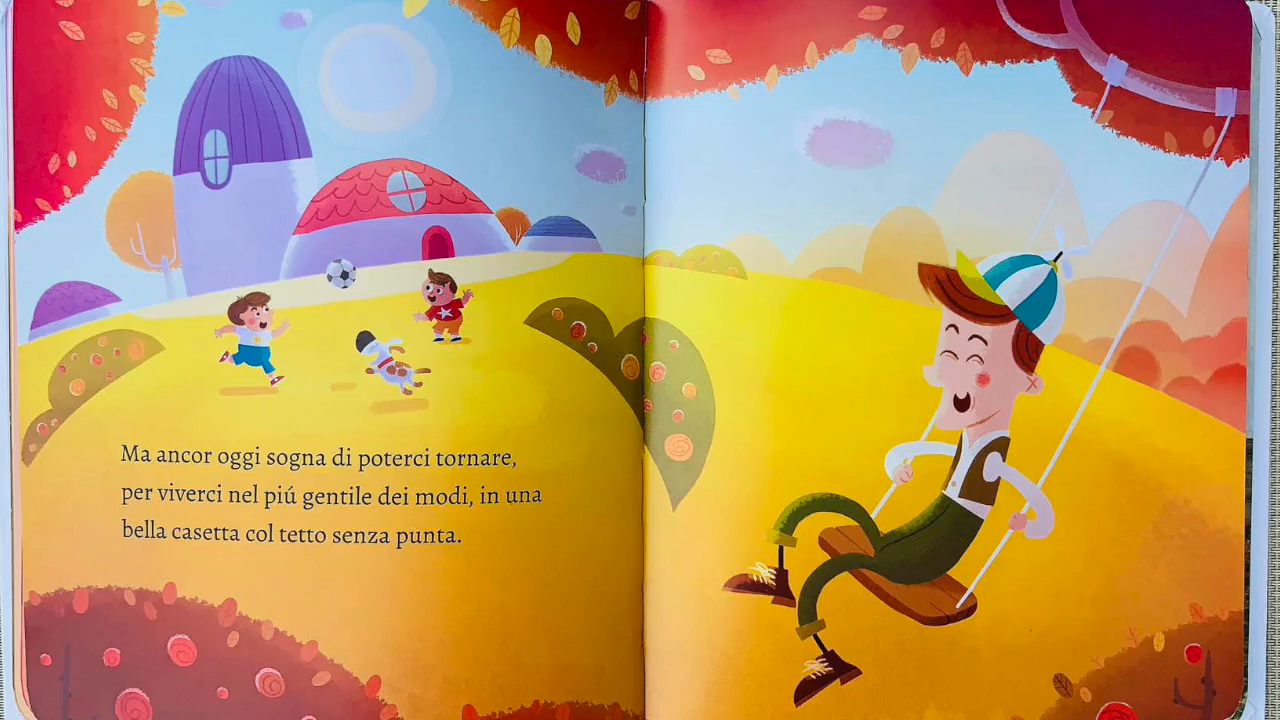 Ma ancor oggi sogna di poterci tornare,
per viverci nel piú gentile dei modi, in una
bella casetta col tetto senza punta.